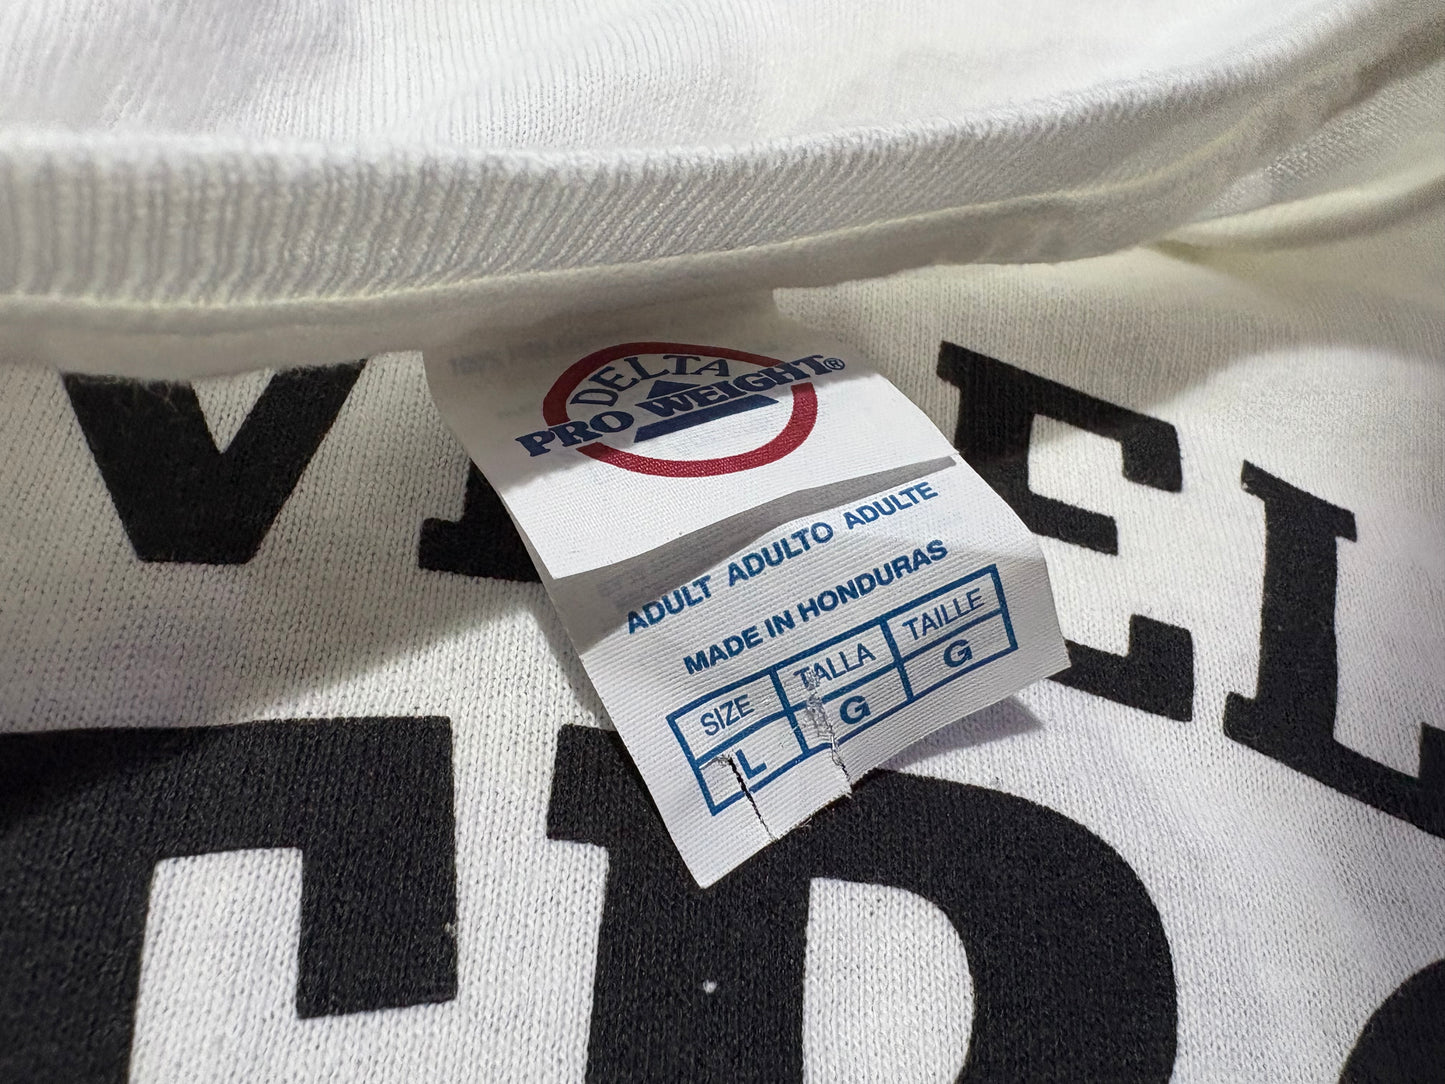 DELTA
PRO WEIGHT®
ADULT ADULTO ADULTE
MADE IN HONDURAS
SIZE TALLA TAILLE
L G G